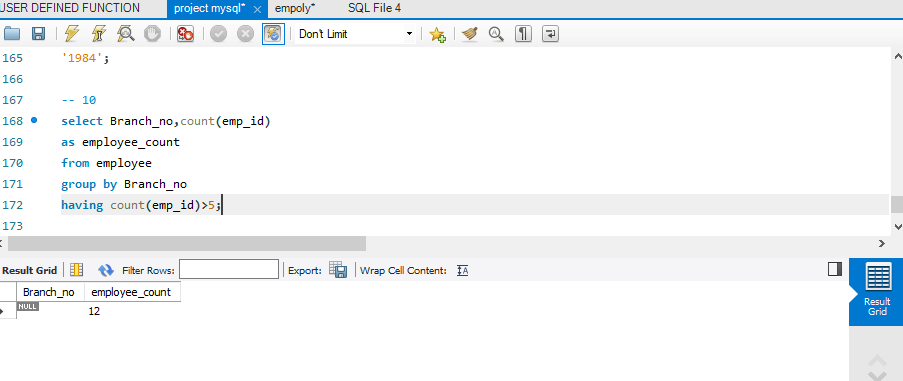 USER DEFINED FUNCTION project mysql* × empoly* SQL File 4
Don't Limit
165 '1984';
166
167 -- 10
168 select Branch_no,count(emp_id)
169 as employee_count
170 from employee
171 group by Branch_no
172 having count(emp_id)>5;
173
Result Grid Filter Rows: Export: Wrap Cell Content: IA
Branch_no employee_count
NULL 12
Result
Grid